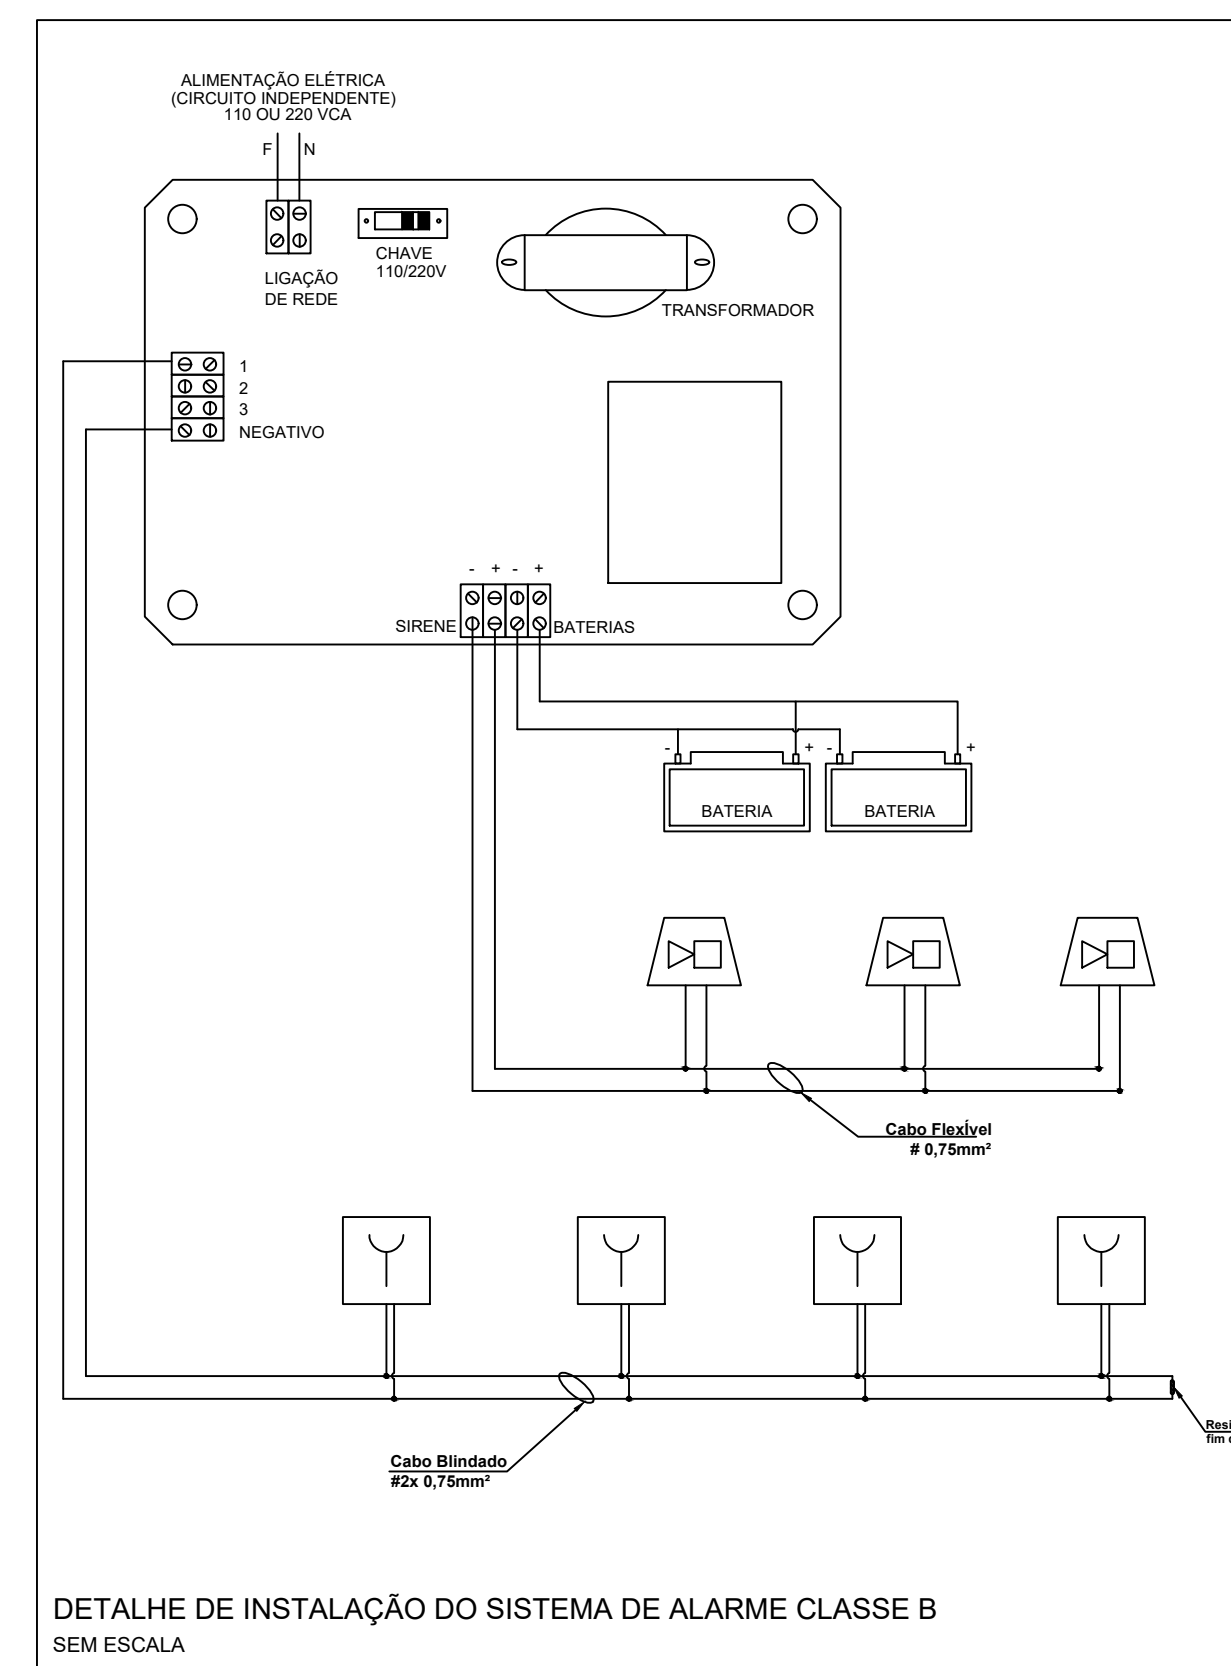 ALIMENTAÇÃO ELÉTRICA
(CIRCUITO INDEPENDENTE)
110 OU 220 VCA
F
N
CHAVE
110/220V
LIGAÇÃO
DE REDE
TRANSFORMADOR
1
2
3
NEGATIVO
- + - +
SIRENE
BATERIAS
- + - +
BATERIA
BATERIA
Cabo FlexÍvel
# 0,75mm²
Cabo Blindado
#2x 0,75mm²
fim
DETALHE DE INSTALAÇÃO DO SISTEMA DE ALARME CLASSE B
SEM ESCALA